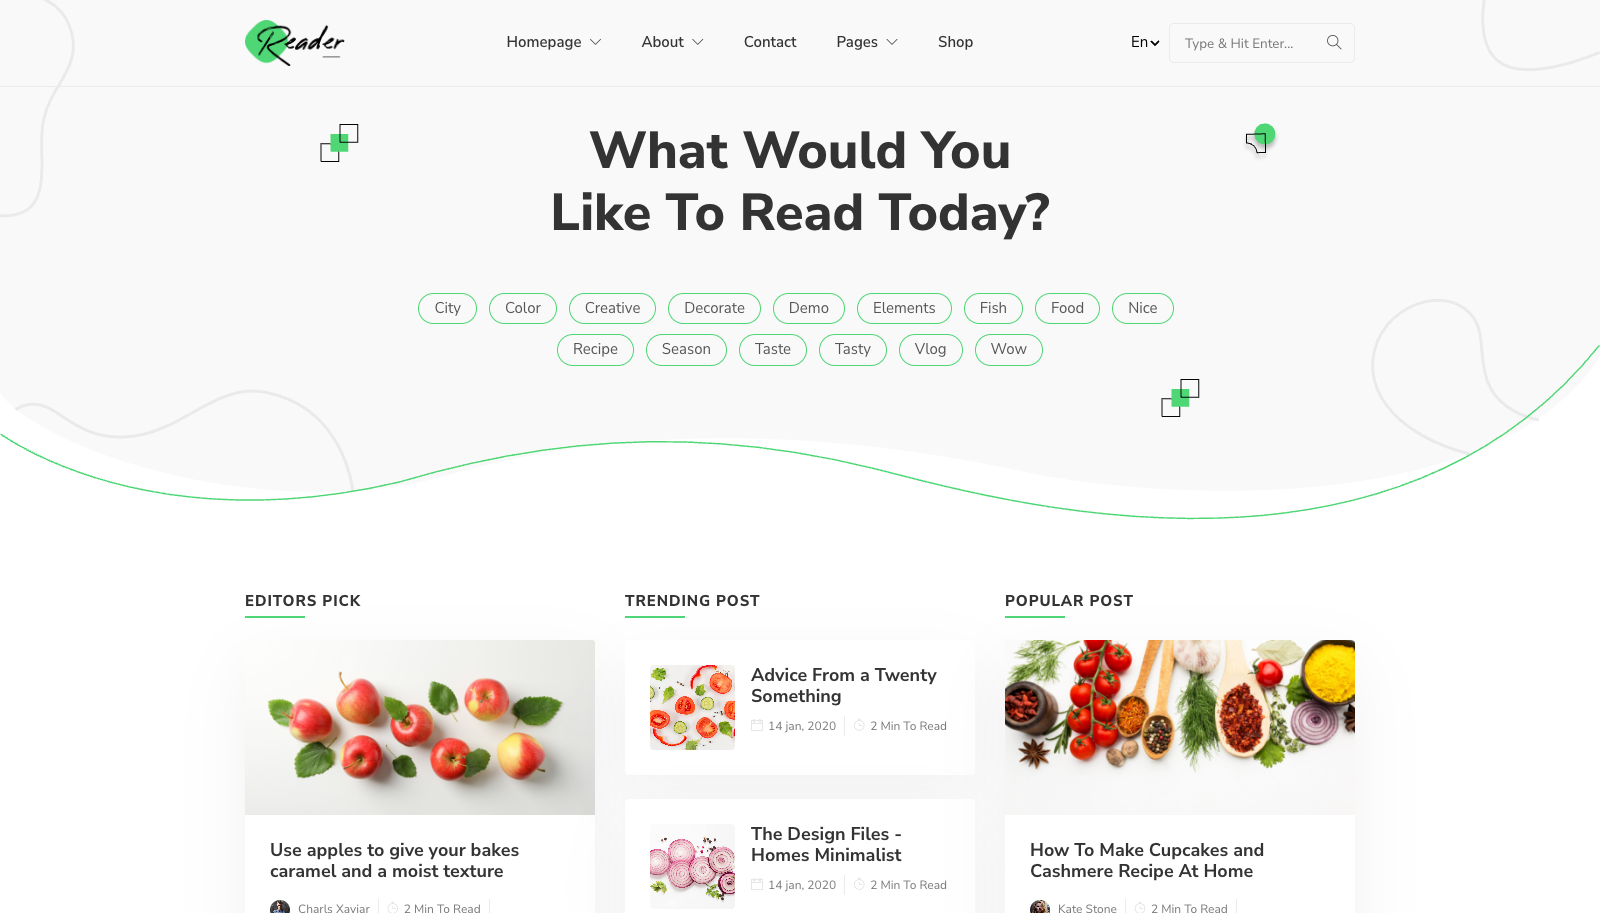 Reader
Homepage
About
Contact
Pages
Shop
En
Type & Hit Enter...
What Would You
Like To Read Today?
City
Color
Creative
Decorate
Demo
Elements
Fish
Food
Nice
Recipe
Season
Taste
Tasty
Vlog
Wow
EDITORS PICK
Use apples to give your bakes
caramel and a moist texture
Charls Xaviar
2 Min To Read
TRENDING POST
Advice From a Twenty
Something
14 jan, 2020
2 Min To Read
The Design Files -
Homes Minimalist
14 jan, 2020
2 Min To Read
POPULAR POST
How To Make Cupcakes and
Cashmere Recipe At Home
Kate Stone
2 Min To Read